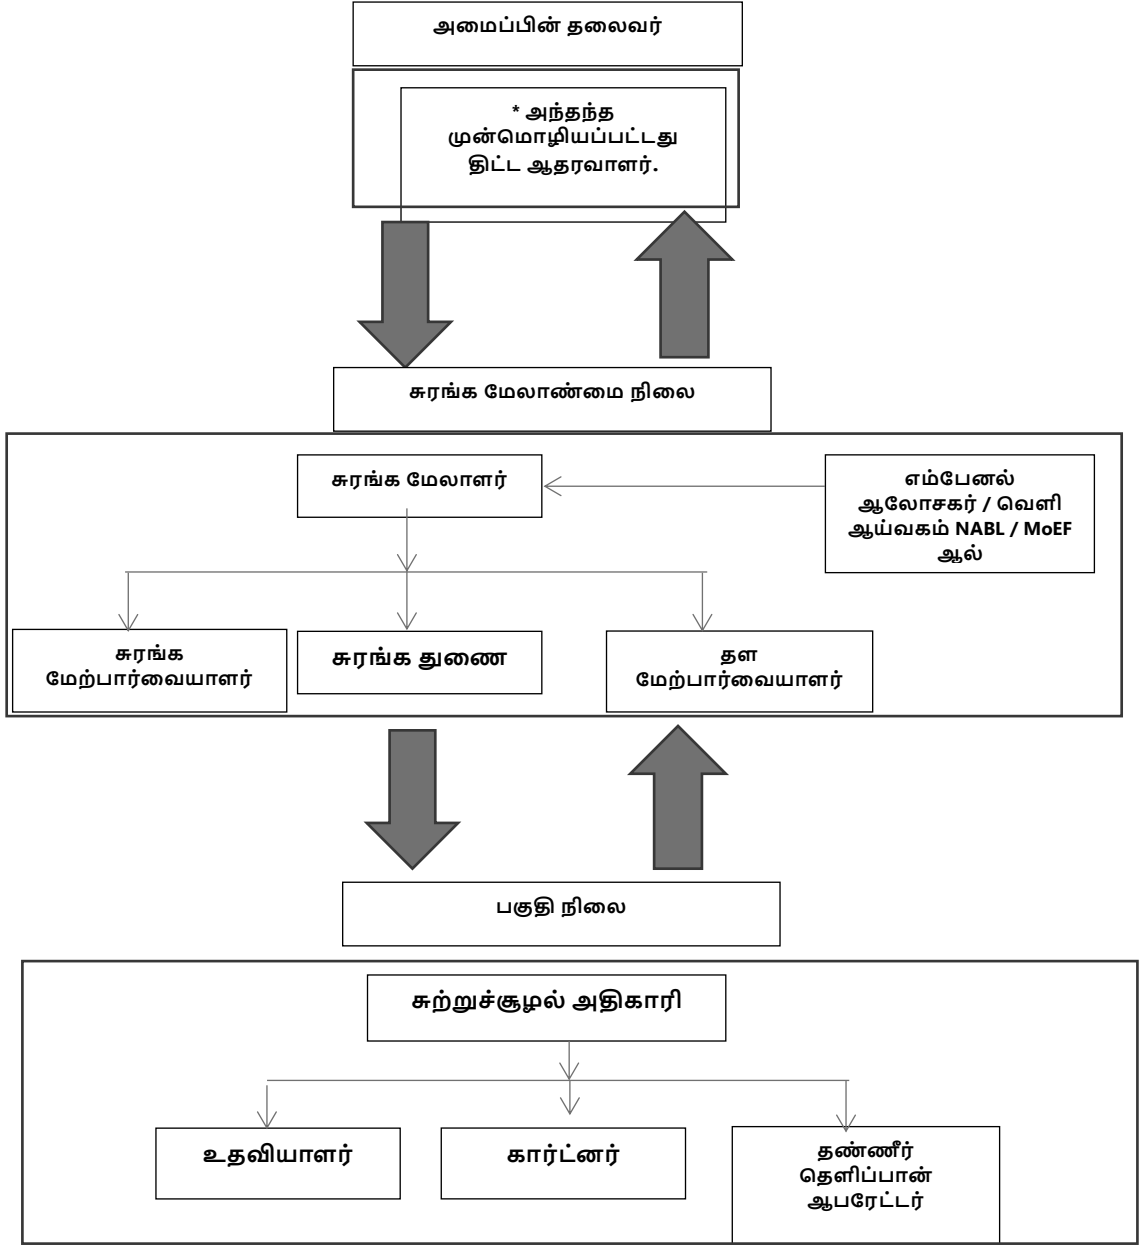 அமைப்பின் தலைவர்
* அந்தந்த
முன்மொழியப்பட்டது
திட்ட ஆதரவாளர்.
சுரங்க மேலாண்மை நிலை
சுரங்க மேலாளர்
எம்பேனல்
ஆலோசகர் / வெளி
ஆய்வகம் NABL / MoEF
ஆல்
சுரங்க
மேற்பார்வையாளர்
சுரங்க துணை
தள
மேற்பார்வையாளர்
பகுதி நிலை
சுற்றுச்சூழல் அதிகாரி
உதவியாளர்
கார்ட்னர்
தண்ணீர்
தெளிப்பான்
ஆபரேட்டர்